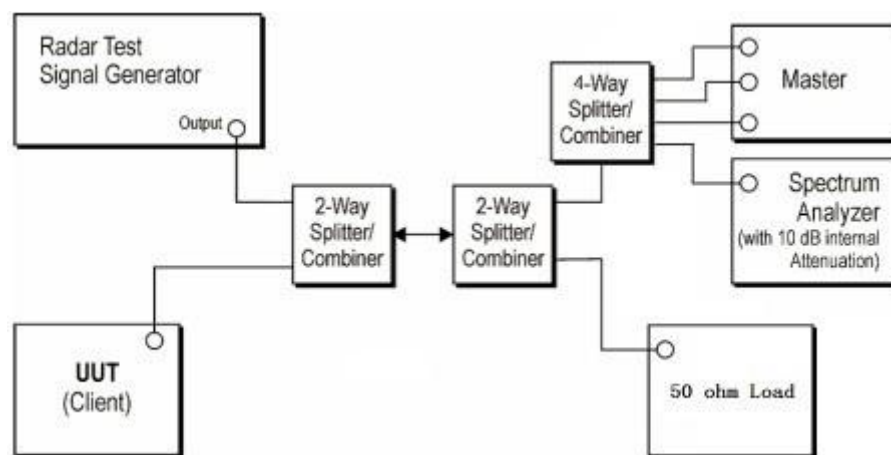 Radar Test
Signal Generator
Output
4-Way
Splitter/
Combiner
Master
2-Way
Splitter/
Combiner
2-Way
Splitter/
Combiner
Spectrum
Analyzer
(with 10 dB internal
Attenuation)
UUT
(Client)
50 ohm Load